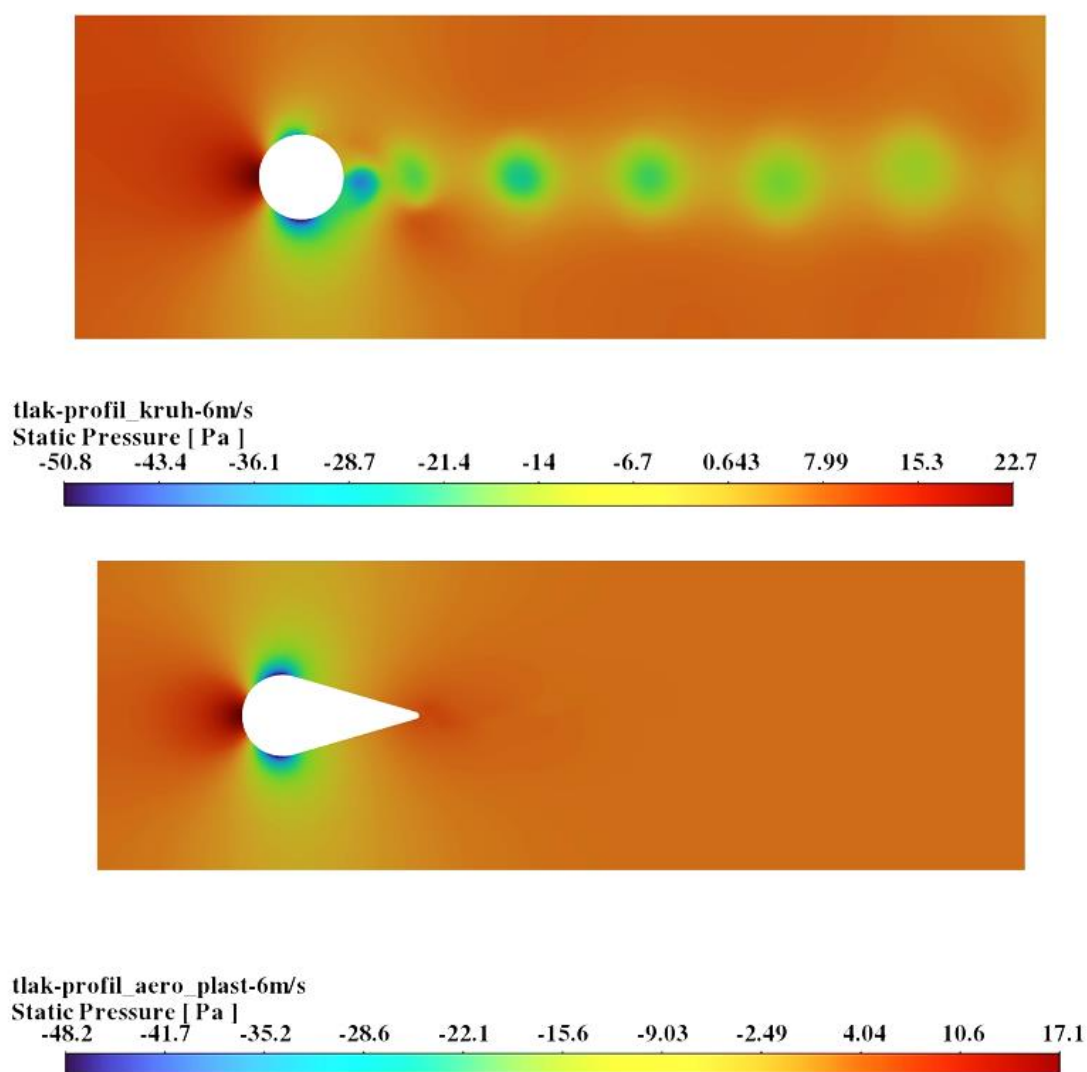 tlak-profil_kruh-6m/s
Static Pressure [ Pa ]
-50.8 -43.4 -36.1 -28.7 -21.4 -14 -6.7 0.643 7.99 15.3 22.7
tlak-profil_aero_plast-6m/s
Static Pressure [ Pa ]
-48.2 -41.7 -35.2 -28.6 -22.1 -15.6 -9.03 -2.49 4.04 10.6 17.1